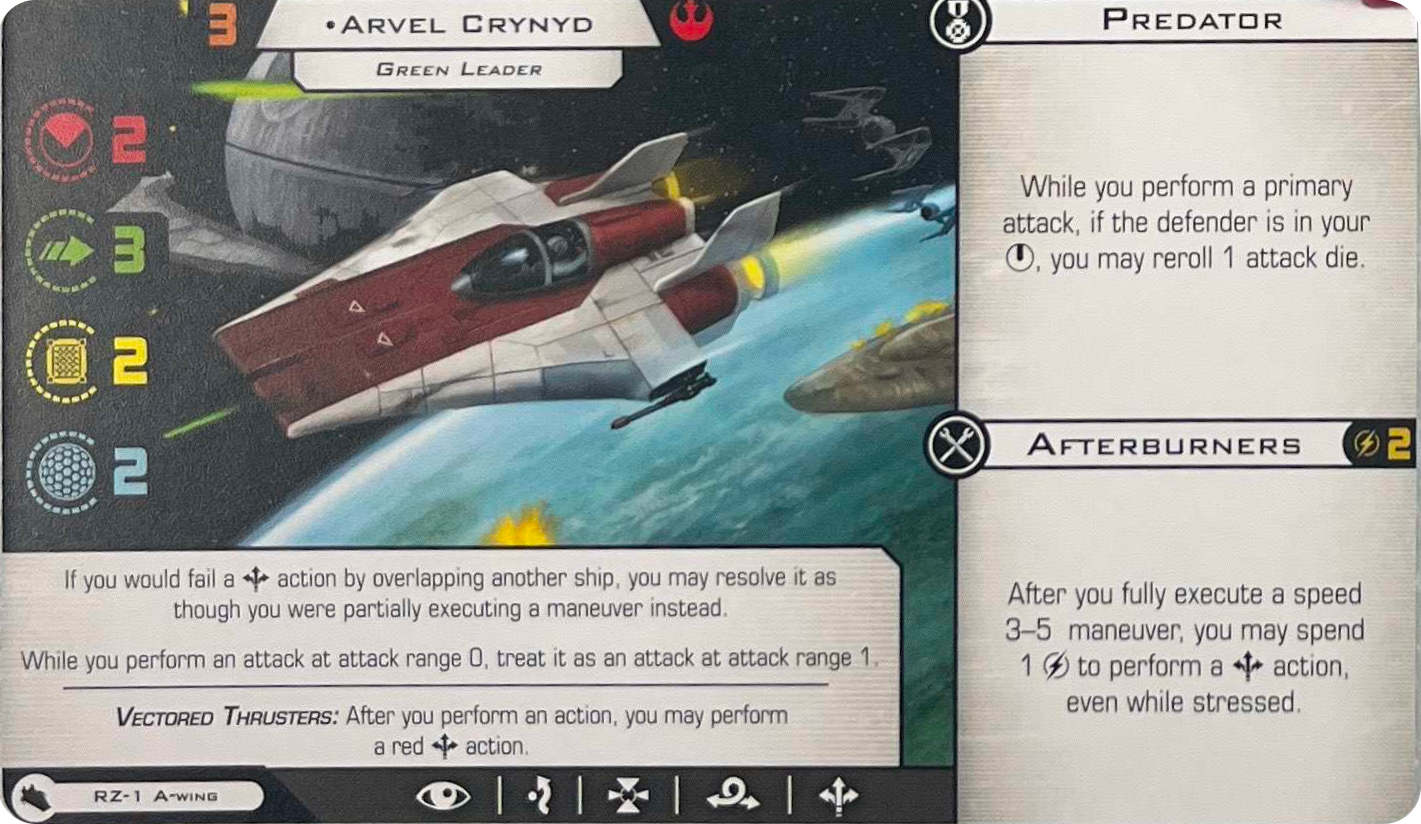 3
•Arvel Crynyd
Green Leader
2
3
2
2
If you would fail a action by overlapping another ship, you may resolve it as
though you were partially executing a maneuver instead.
While you perform an attack at attack range 0, treat it as an attack at attack range 1.
Vectored Thrusters: After you perform an action, you may perform
a red action.
RZ-1 A-wing
Predator
While you perform a primary
attack, if the defender is in your
, you may reroll 1 attack die.
Afterburners
2
After you fully execute a speed
3–5 maneuver, you may spend
1 to perform a action,
even while stressed.